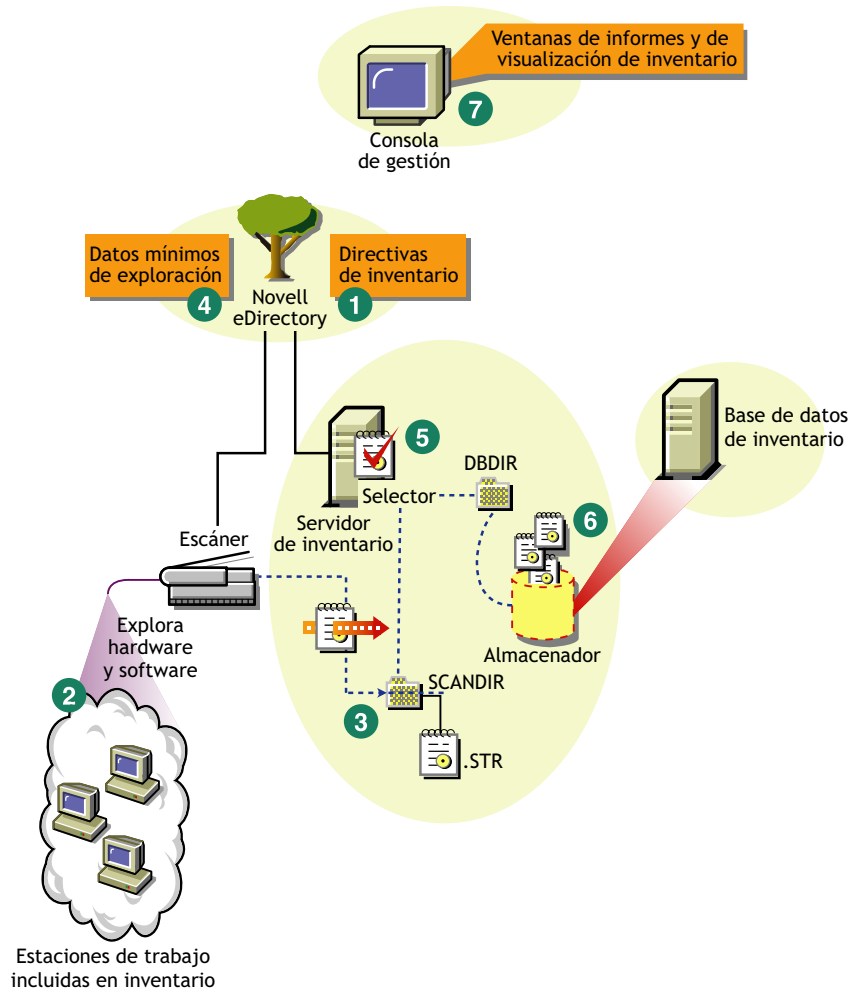 Ventanas de informes y de
visualización de inventario
7
Consola
de gestión
Datos mínimos
de exploración
4
Novell
eDirectory
Directivas
de inventario
1
5
Selector
Servidor
de inventario
DBDIR
6
Almacenador
Base de datos
de inventario
Escáner
Explora
hardware
y software
2
3
SCANDIR
.STR
Estaciones de trabajo
incluidas en inventario